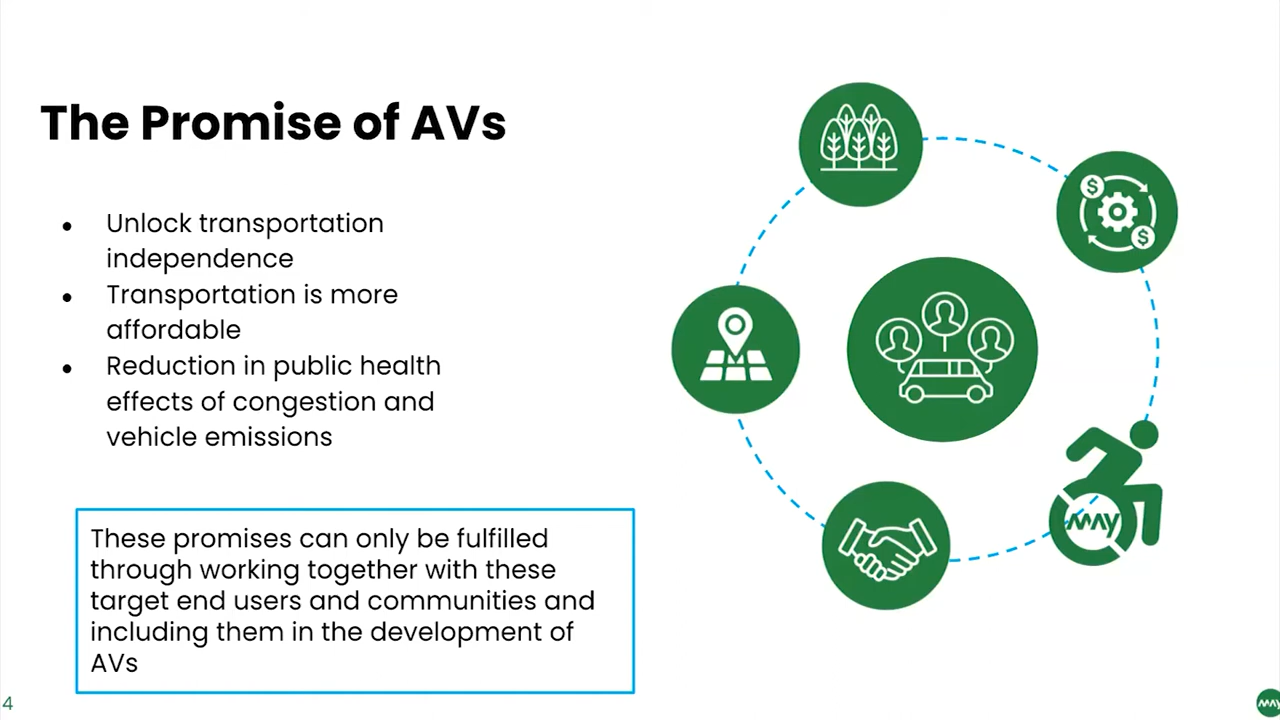 The Promise of AVs
● Unlock transportation
independence
● Transportation is more
affordable
● Reduction in public health
effects of congestion and
vehicle emissions
These promises can only be fulfilled
through working together with these
target end users and communities and
including them in the development of
AVs
$
$
MAY
4
MAY